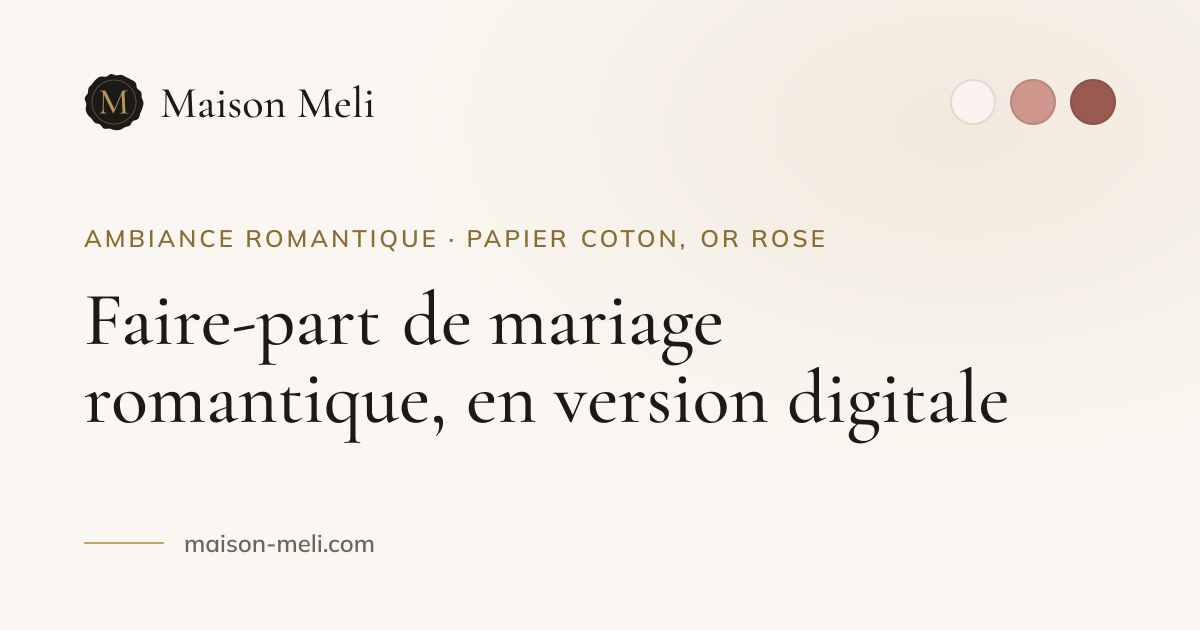 M
Maison Meli
AMBIANCE ROMANTIQUE · PAPIER COTON, OR ROSE
Faire-part de mariage
romantique, en version digitale
maison-meli.com